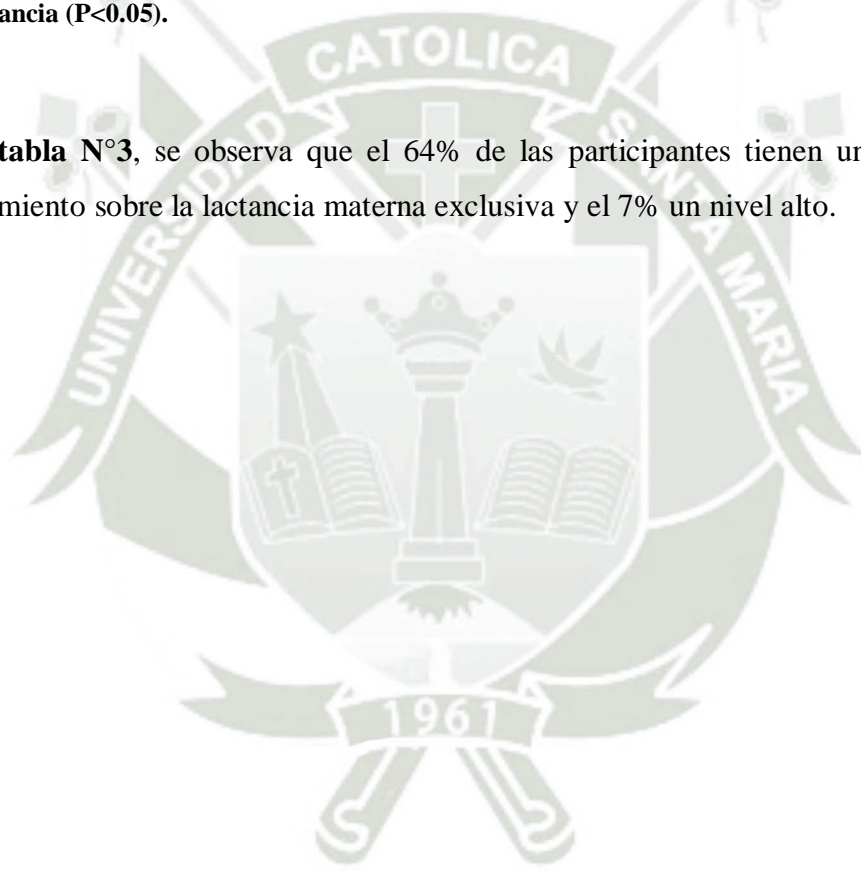 ancia (P<0.05).
tabla N°3, se observa que el 64% de las participantes tienen un
miento sobre la lactancia materna exclusiva y el 7% un nivel alto.
UNIVERSIDAD CATOLICA SANTA MARIA
1961